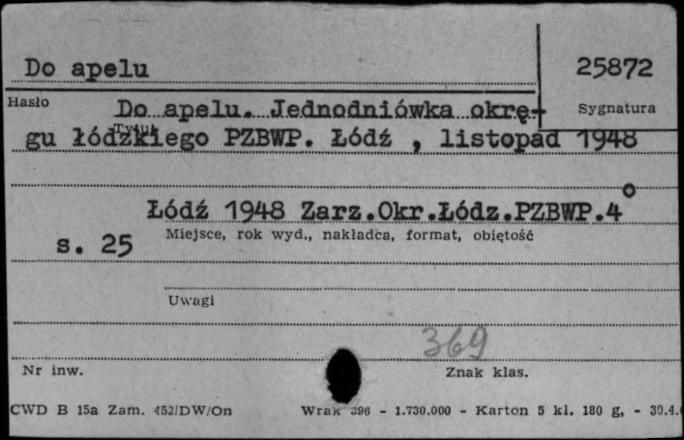 Do apelu
25872
Hasło
Sygnatura
Do apelu. Jednodniówka okrę-
Tytuł
gu łódzkiego PZBWP. Łódź , listopad 1948
Łódź 1948 Zarz.Okr.Łódz.PZBWP.4°
s. 25
Miejsce, rok wyd., nakładca, format, objętość
Uwagi
369
Nr inw.
Znak klas.
CWD B 15a Zam. 452/DW/On
Wrak 396 - 1.730.000 - Karton 5 kl. 180 g, - 30.4.